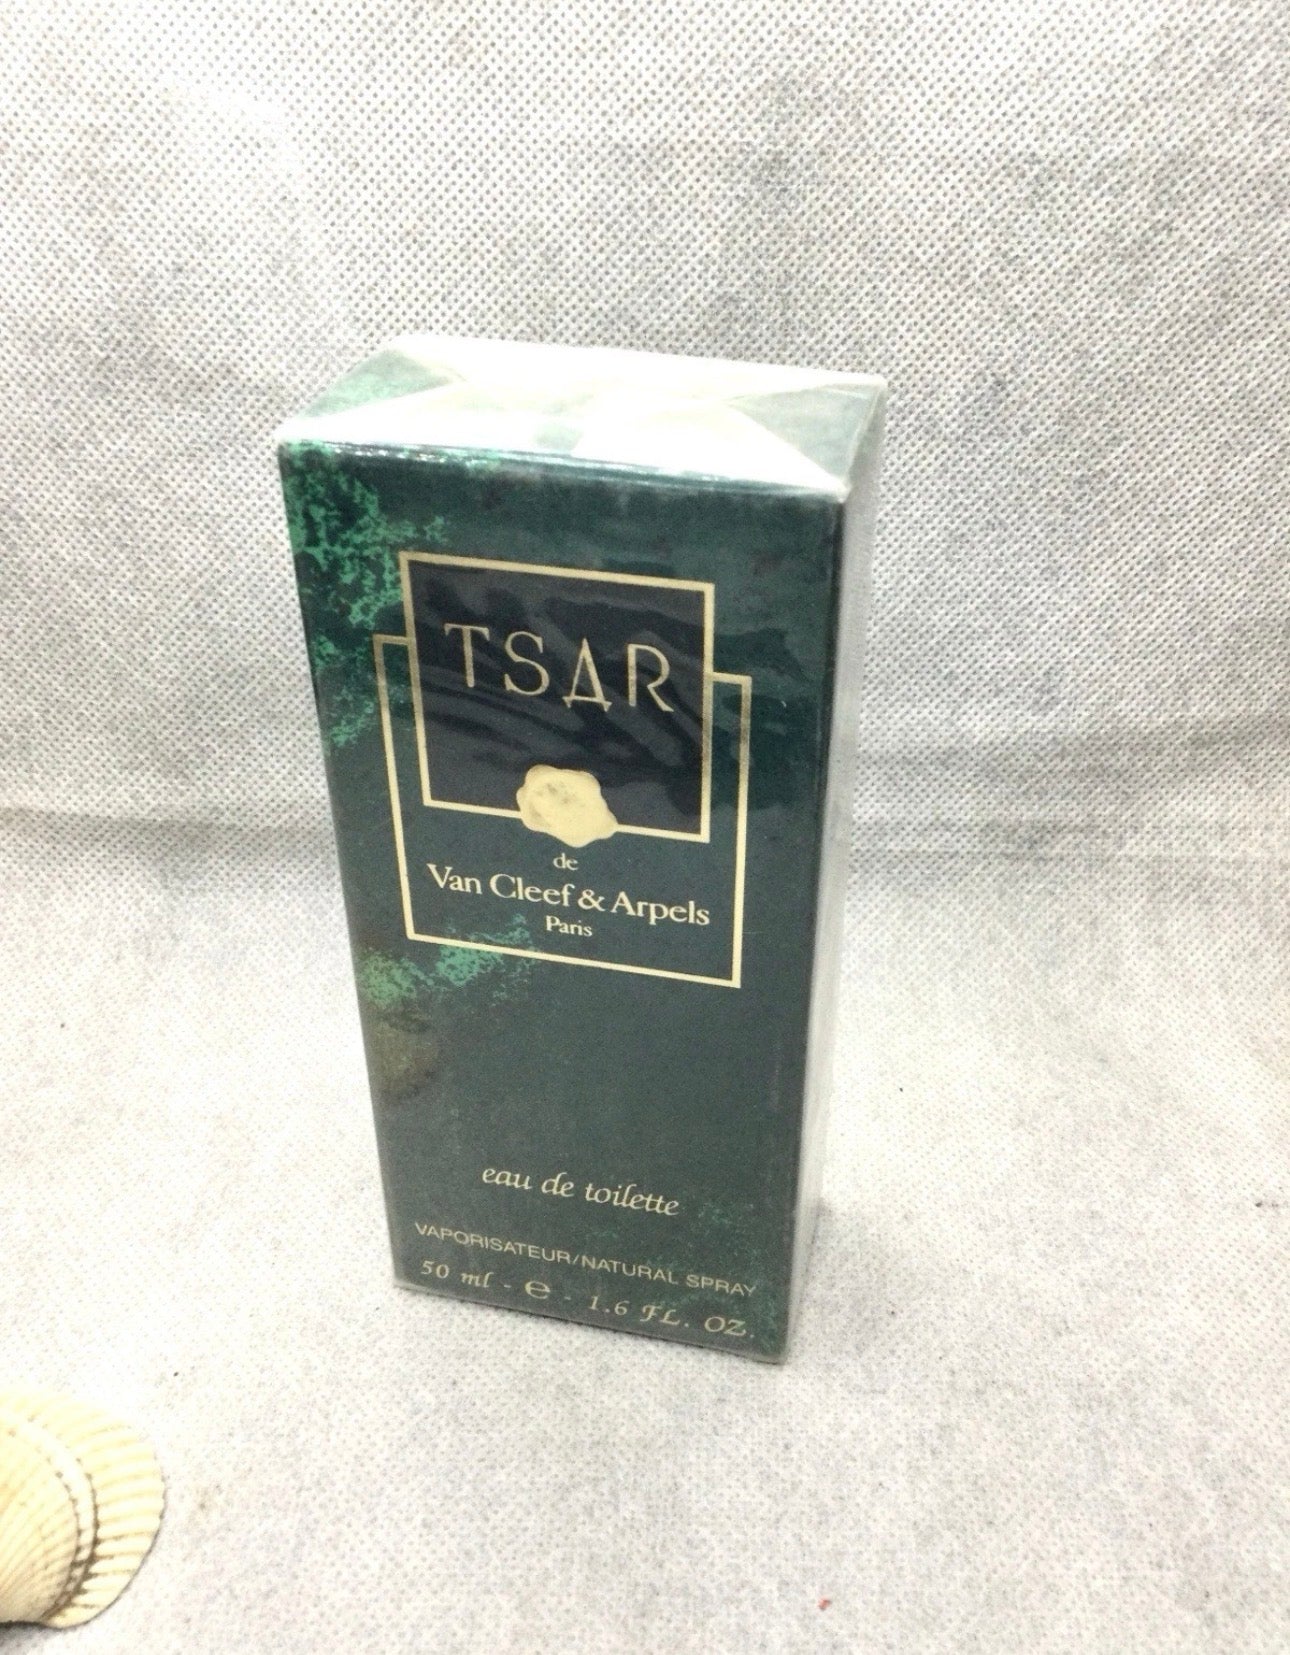 TSAR
de
Van Cleef & Arpels
Paris
eau de toilette
VAPORISATEUR/NATURAL SPRAY
50 ml - e - 1.6 FL. OZ.